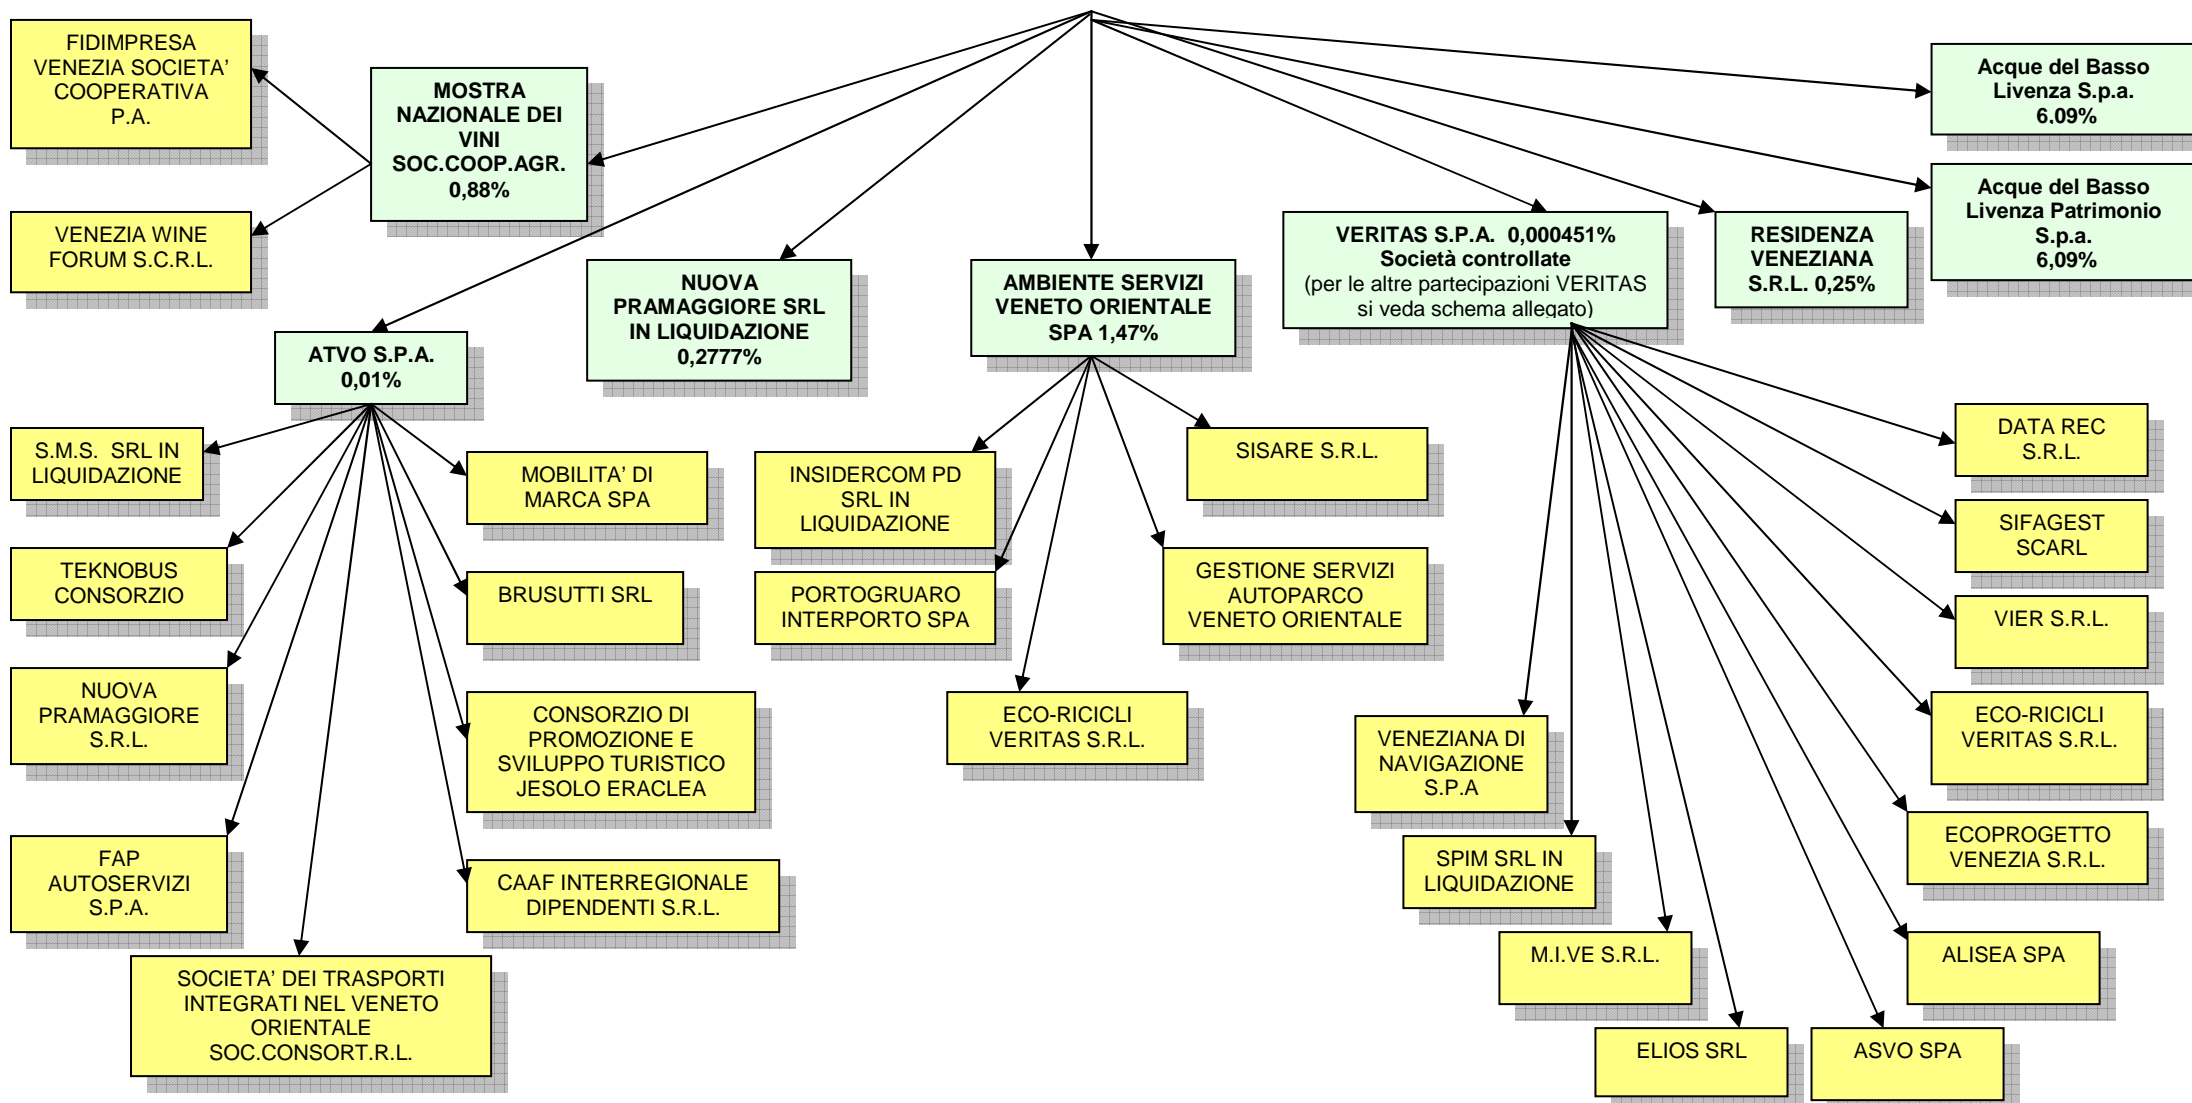 FIDIMPRESA
VENEZIA SOCIETA'
COOPERATIVA
P.A.
VENEZIA WINE
FORUM S.C.R.L.
MOSTRA
NAZIONALE DEI
VINI
SOC.COOP.AGR.
0,88%
Acque del Basso
Livenza S.p.a.
6.09%
Acque del Basso
Livenza Patrimonio
S.p.a.
6,09%
ATVO S.P.A.
0,01%
NUOVA
PRAMAGGIORE SRL
IN LIQUIDAZIONE
0,2777%
AMBIENTE SERVIZI
VENETO ORIENTALE
SPA 1,47%
VERITAS S.P.A. 0,000451%
Società controllate
(per le altre partecipazioni VERITAS
si veda schema allegato)
RESIDENZA
VENEZIANA
S.R.L. 0,25%
S.M.S. SRL IN
LIQUIDAZIONE
TEKNOBUS
CONSORZIO
NUOVA
PRAMAGGIORE
S.R.L.
FAP
AUTOSERVIZI
S.P.A.
SOCIETA' DEI TRASPORTI
INTEGRATI NEL VENETO
ORIENTALE
SOC.CONSORT.R.L.
MOBILITA' DI
MARCA SPA
BRUSUTTI SRL
CONSORZIO DI
PROMOZIONE E
SVILUPPO TURISTICO
JESOLO ERACLEA
CAAF INTERREGIONALE
DIPENDENTI S.R.L.
INSIDERCOM PD
SRL IN
LIQUIDAZIONE
PORTOGRUARO
INTERPORTO SPA
ECO-RICICLI
VERITAS S.R.L.
GESTIONE SERVIZI
AUTOPARCO
VENETO ORIENTALE
SISARE S.R.L.
VENEZIANA DI
NAVIGAZIONE
S.P.A
SPIM SRL IN
LIQUIDAZIONE
M.I.VE S.R.L.
ELIOS SRL
ASVO SPA
ALISEA SPA
ECOPROGETTO
VENEZIA S.R.L.
ECO-RICICLI
VERITAS S.R.L.
VIER S.R.L.
SIFAGEST
SCARL
DATA REC
S.R.L.